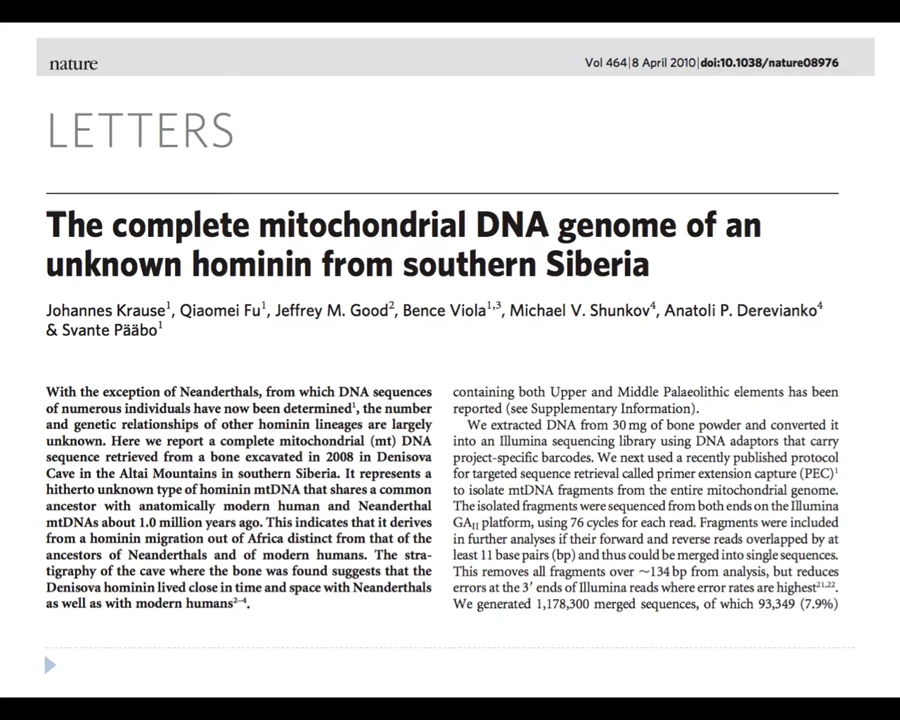 nature
Vol 464|8 April 2010|doi:10.1038/nature08976
LETTERS
The complete mitochondrial DNA genome of an
unknown hominin from southern Siberia
Johannes Krause¹, Qiaomei Fu¹, Jeffrey M. Good², Bence Viola¹,³, Michael V. Shunkov⁴, Anatoli P. Derevianko⁴
& Svante Pääbo¹
With the exception of Neanderthals, from which DNA sequences
of numerous individuals have now been determined¹, the number
and genetic relationships of other hominin lineages are largely
unknown. Here we report a complete mitochondrial (mt) DNA
sequence retrieved from a bone excavated in 2008 in Denisova
Cave in the Altai Mountains in southern Siberia. It represents a
hitherto unknown type of hominin mtDNA that shares a common
ancestor with anatomically modern human and Neanderthal
mtDNAs about 1.0 million years ago. This indicates that it derives
from a hominin migration out of Africa distinct from that of the
ancestors of Neanderthals and of modern humans. The stra-
tigraphy of the cave where the bone was found suggests that the
Denisova hominin lived close in time and space with Neanderthals
as well as with modern humans²⁻⁴.
containing both Upper and Middle Palaeolithic elements has been
reported (see Supplementary Information).
We extracted DNA from 30 mg of bone powder and converted it
into an Illumina sequencing library using DNA adaptors that carry
project-specific barcodes. We next used a recently published protocol
for targeted sequence retrieval called primer extension capture (PEC)¹
to isolate mtDNA fragments from the entire mitochondrial genome.
The isolated fragments were sequenced from both ends on the Illumina
GAII platform, using 76 cycles for each read. Fragments were included
in further analyses if their forward and reverse reads overlapped by at
least 11 base pairs (bp) and thus could be merged into single sequences.
This removes all fragments over ~134 bp from analysis, but reduces
errors at the 3′ ends of Illumina reads where error rates are highest²¹,²².
We generated 1,178,300 merged sequences, of which 93,349 (7.9%)